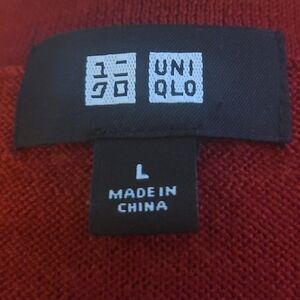 ユニ UNI
クロ QLO
L
MADE IN
CHINA